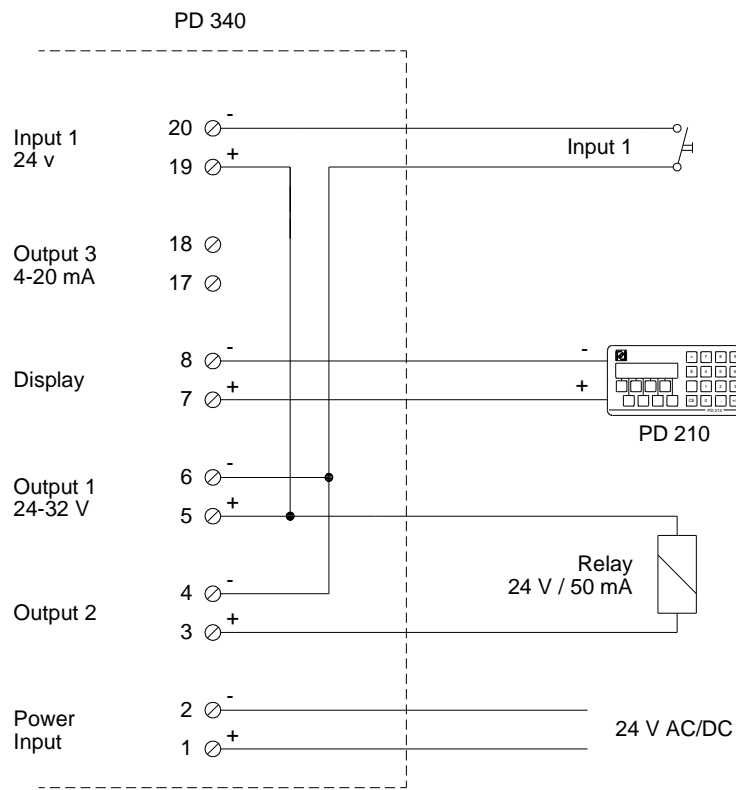 PD 340
20 -
Input 1
24 v
19 +
Input 1
18
Output 3
4-20 mA
17
8 - -
Display
7 + +
PD 210
PD 210
6 -
Output 1
24-32 V
5 +
Relay
24 V / 50 mA
4 -
Output 2
3 +
2 -
Power
Input
24 V AC/DC
1 +